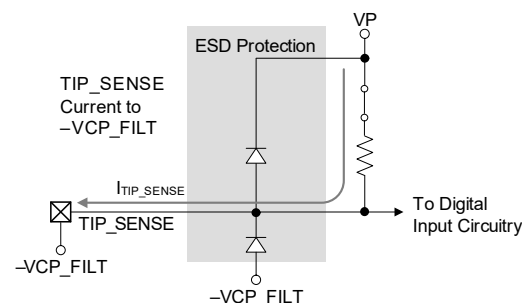 VP
ESD Protection
TIP_SENSE
Current to
–VCP_FILT
ITIP_SENSE
TIP_SENSE
To Digital
Input Circuitry
–VCP_FILT
–VCP_FILT